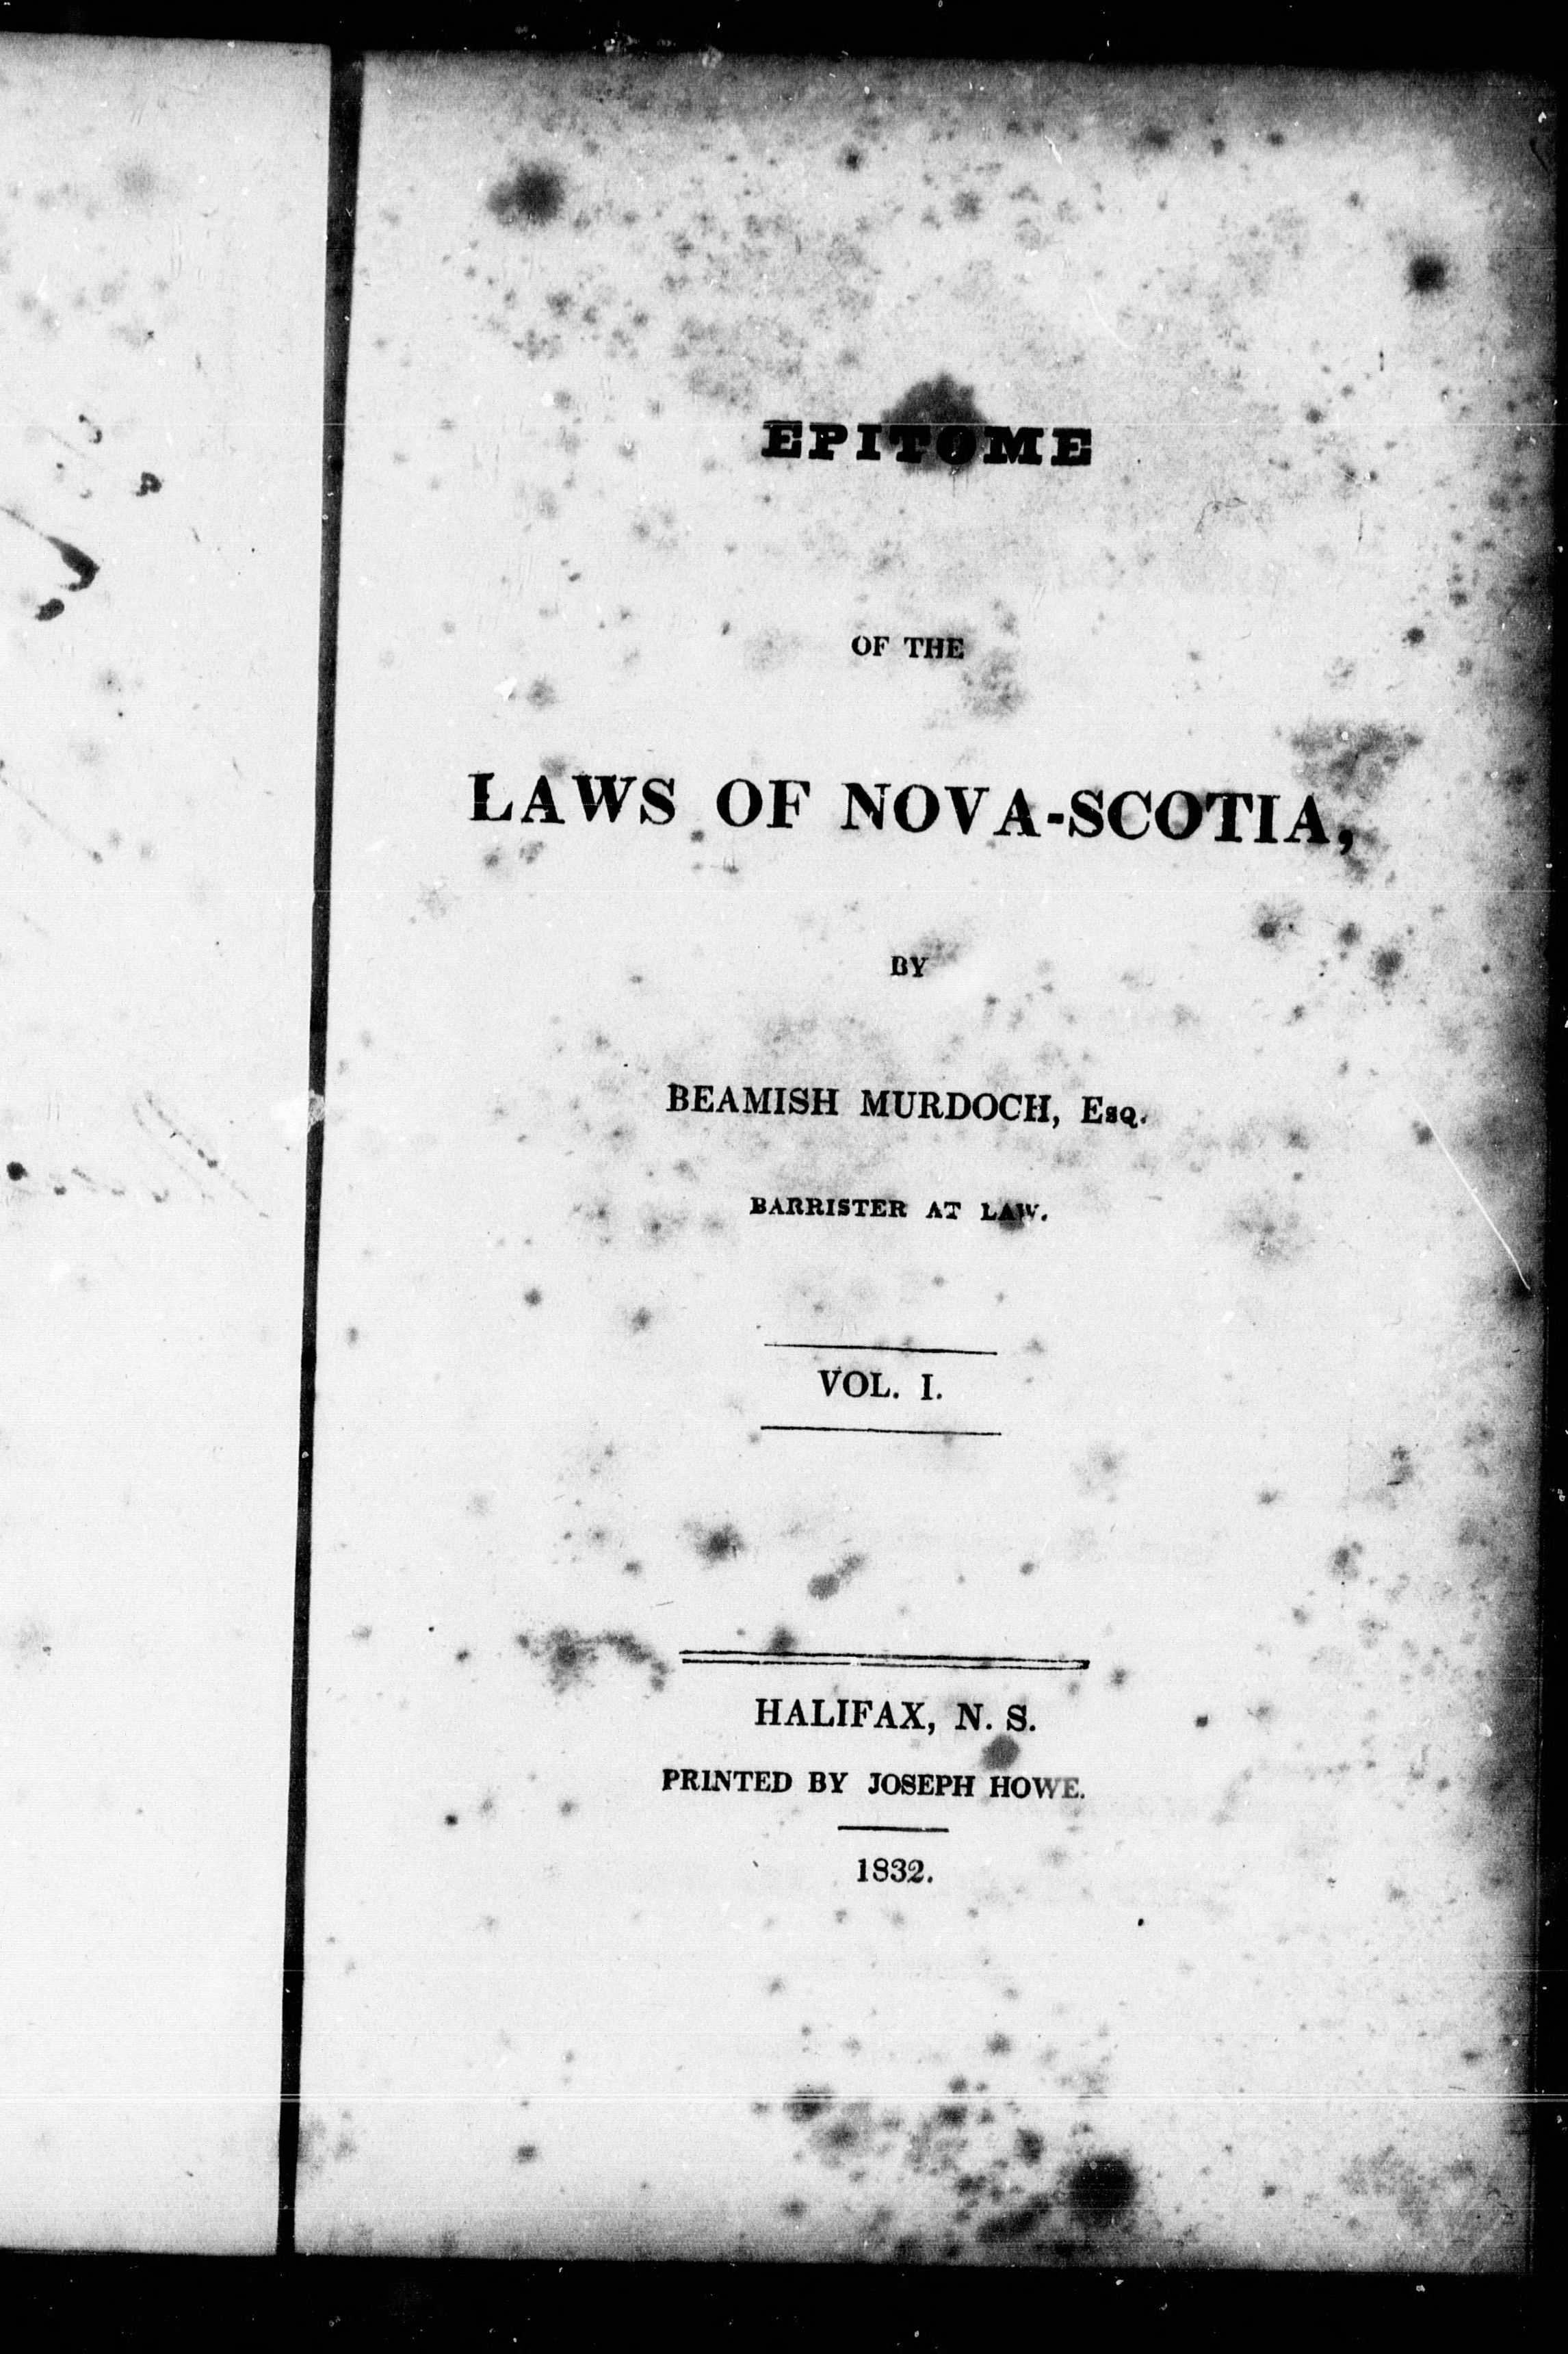 EPITOME
OF THE
LAWS OF NOVA-SCOTIA,
BY
BEAMISH MURDOCH, Esq.
BARRISTER AT LAW.
VOL. I.
HALIFAX, N. S.
PRINTED BY JOSEPH HOWE.
1832.